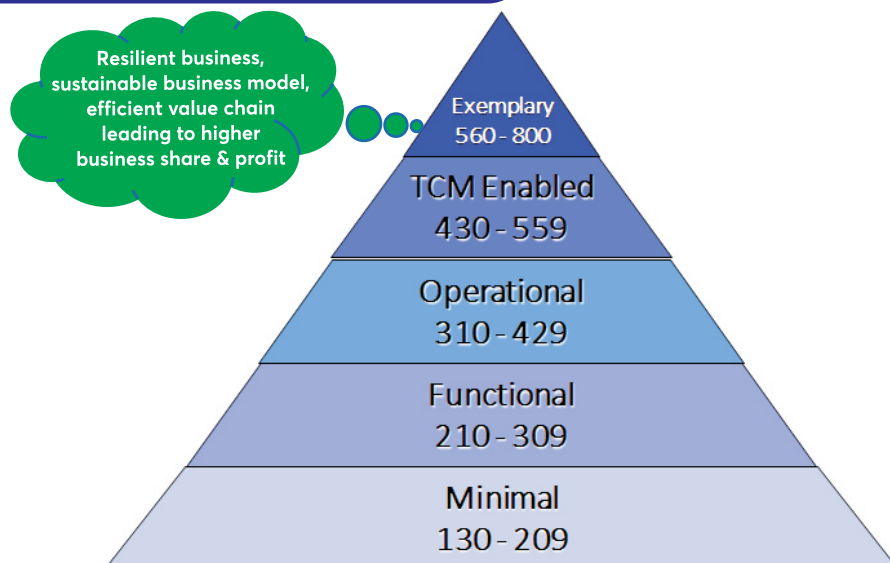 Resilient business,
sustainable business model,
efficient value chain
leading to higher
business share & profit
Exemplary
560 - 800
TCM Enabled
430 - 559
Operational
310 - 429
Functional
210 - 309
Minimal
130 - 209